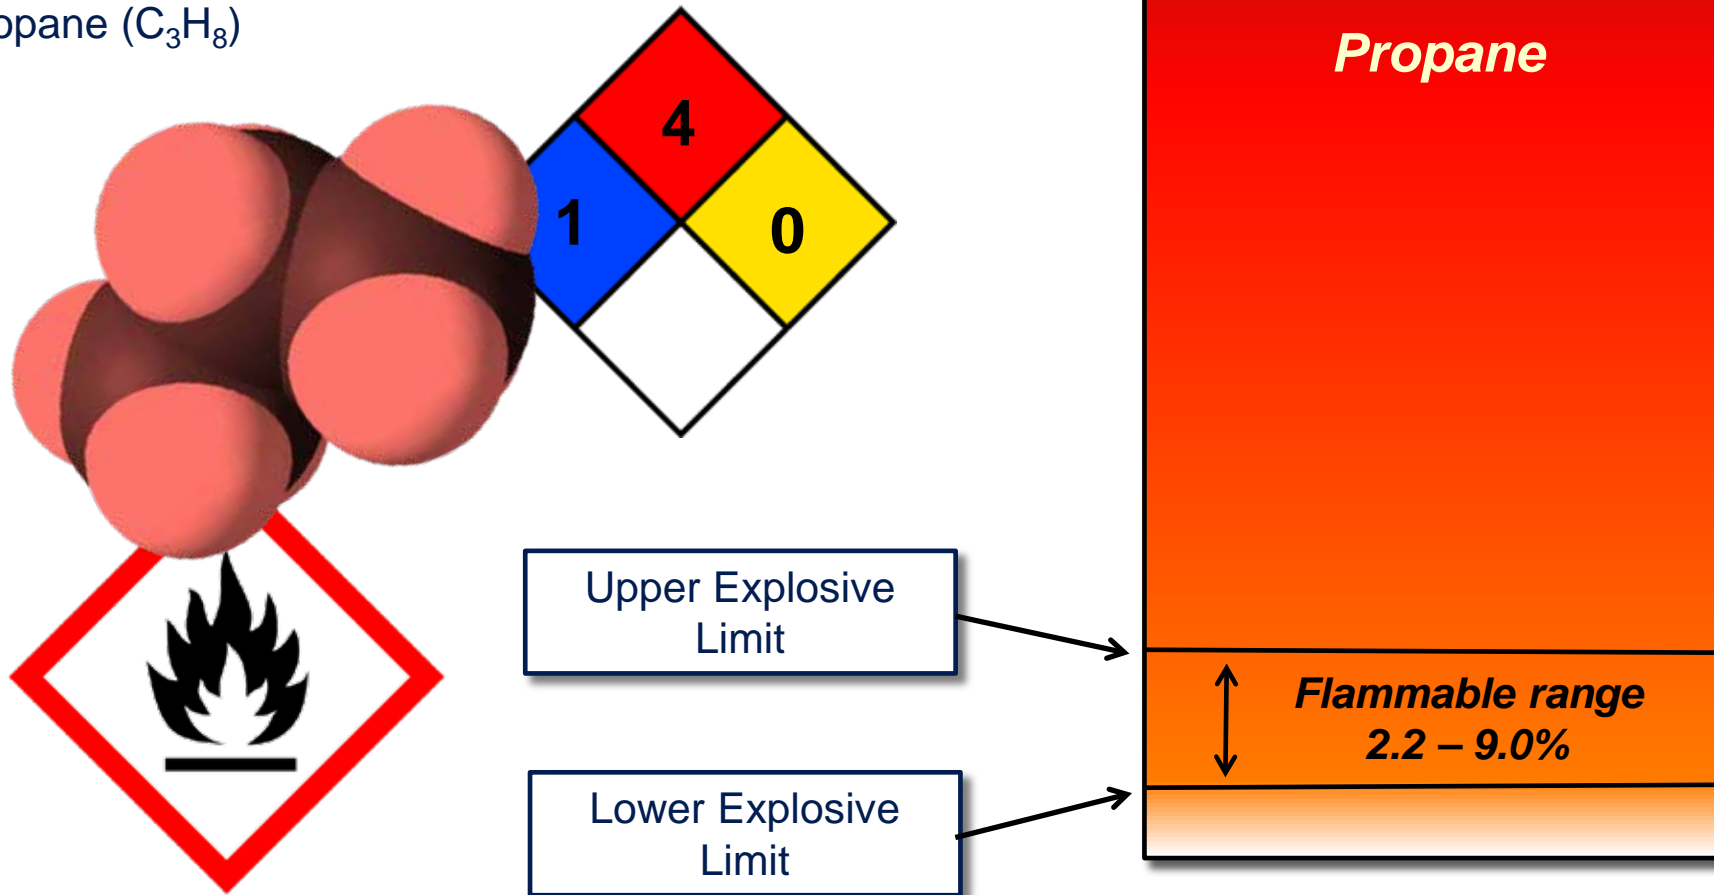 opane (C₃H₈)
Propane
4
1
0
Upper Explosive
Limit
Flammable range
2.2 – 9.0%
Lower Explosive
Limit